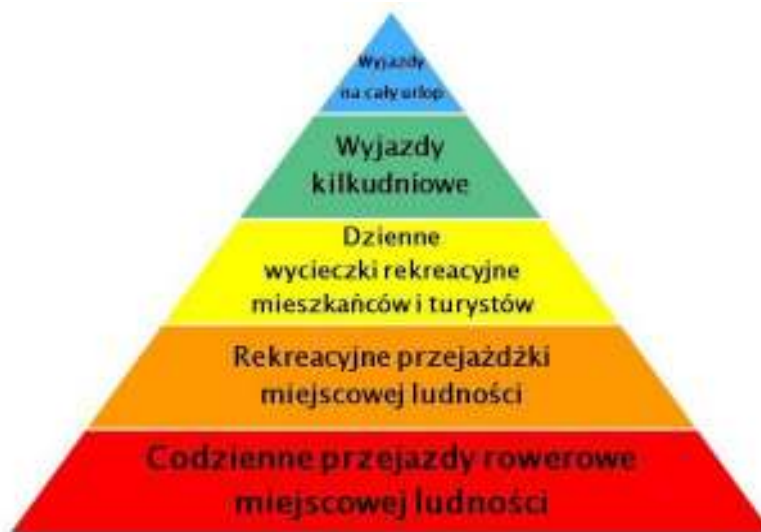 Wyjazdy
na cały urlop
Wyjazdy
kilkudniowe
Dzienne
wycieczki rekreacyjne
mieszkańców i turystów
Rekreacyjne przejażdżki
miejscowej ludności
Codzienne przejazdy rowerowe
miejscowej ludności